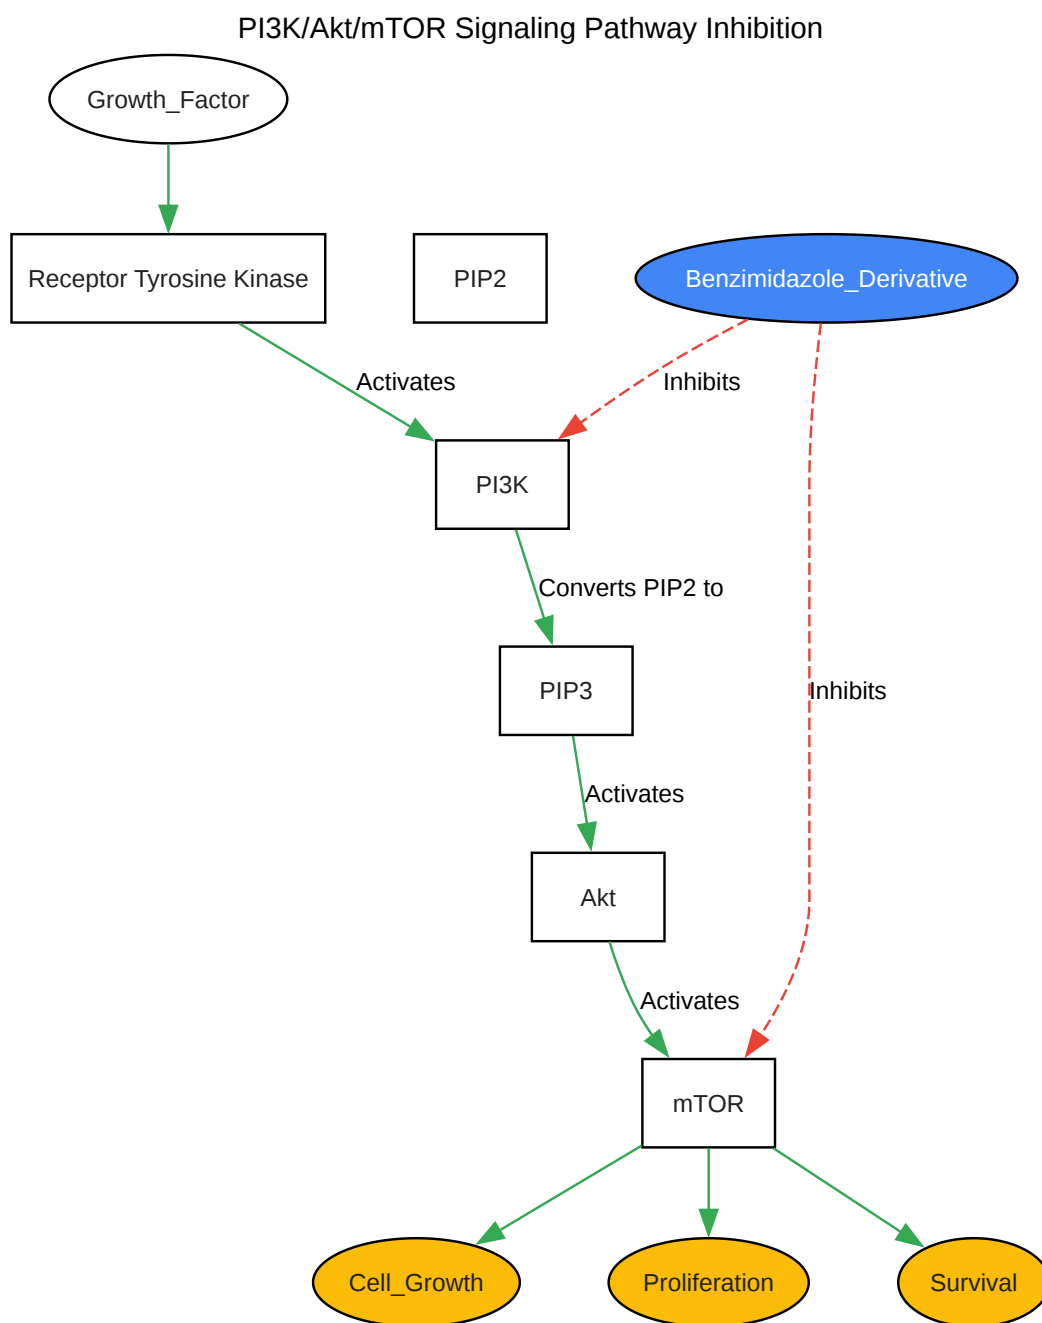 PI3K/Akt/mTOR Signaling Pathway Inhibition
Growth_Factor
Receptor Tyrosine Kinase
PIP2
Benzimidazole_Derivative
Activates
Inhibits
PI3K
Converts PIP2 to
PIP3
Inhibits
Activates
Akt
Activates
mTOR
Cell_Growth
Proliferation
Survival